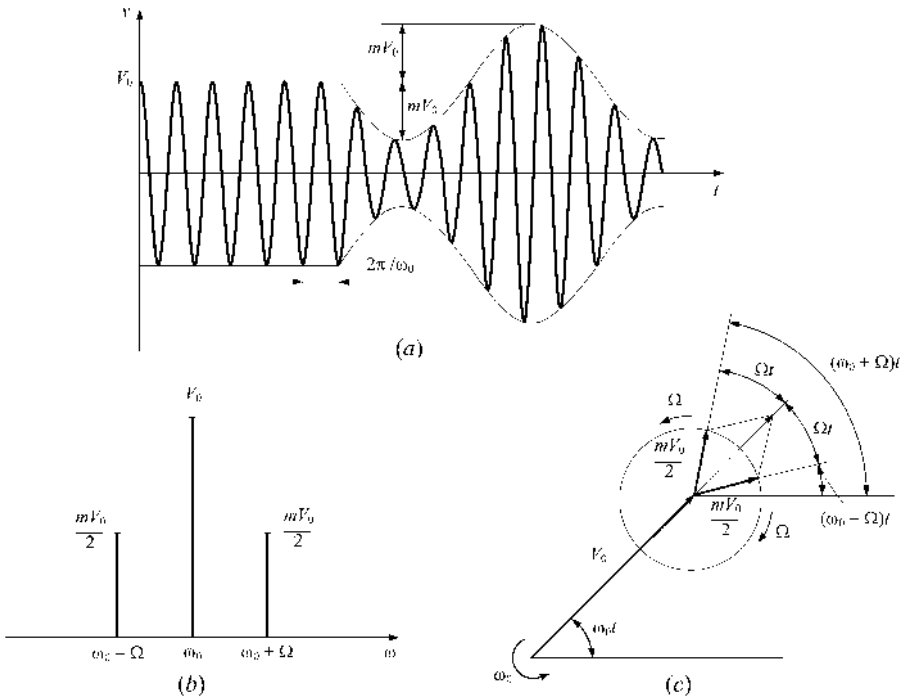 v
mV₀
V₀
mV₀
t
2π/ω₀
(a)
V₀
mV₀/2
mV₀/2
ω₀ − Ω
ω₀
ω₀ + Ω
ω
(b)
(ω₀ + Ω)t
Ωt
Ω
Ωt
mV₀/2
mV₀/2
(ω₀ − Ω)t
Ω
V₀
ω₀t
ω₀
(c)